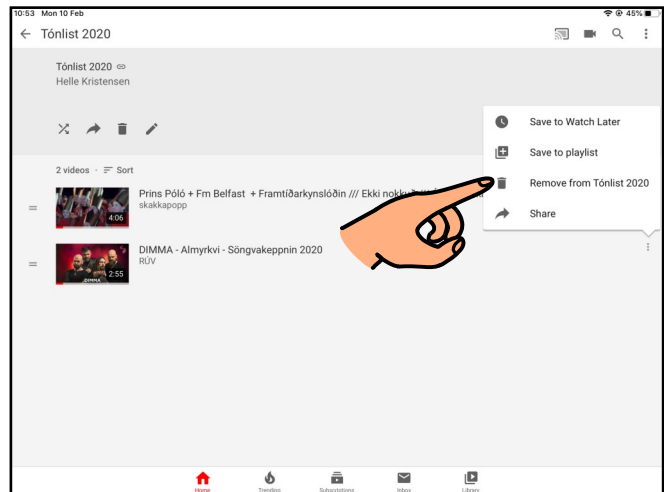 10:53 Mon 10 Feb
45%
Tónlist 2020
Tónlist 2020
Helle Kristensen
2 videos · Sort
Prins Póló + Fm Belfast + Framtíðarkynslóðin /// Ekki
skakkapopp
4:06
DIMMA - Almyrkvi - Söngvakeppnin 2020
RÚV
2:55
DIMMA
Save to Watch Later
Save to playlist
Remove from Tónlist 2020
Share
Home Trending Subscriptions Inbox Library